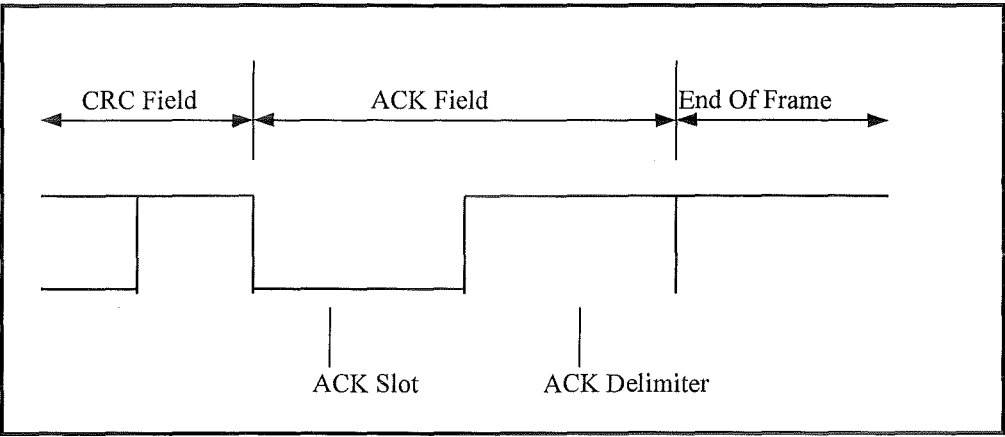 CRC Field
ACK Field
End Of Frame
ACK Slot
ACK Delimiter